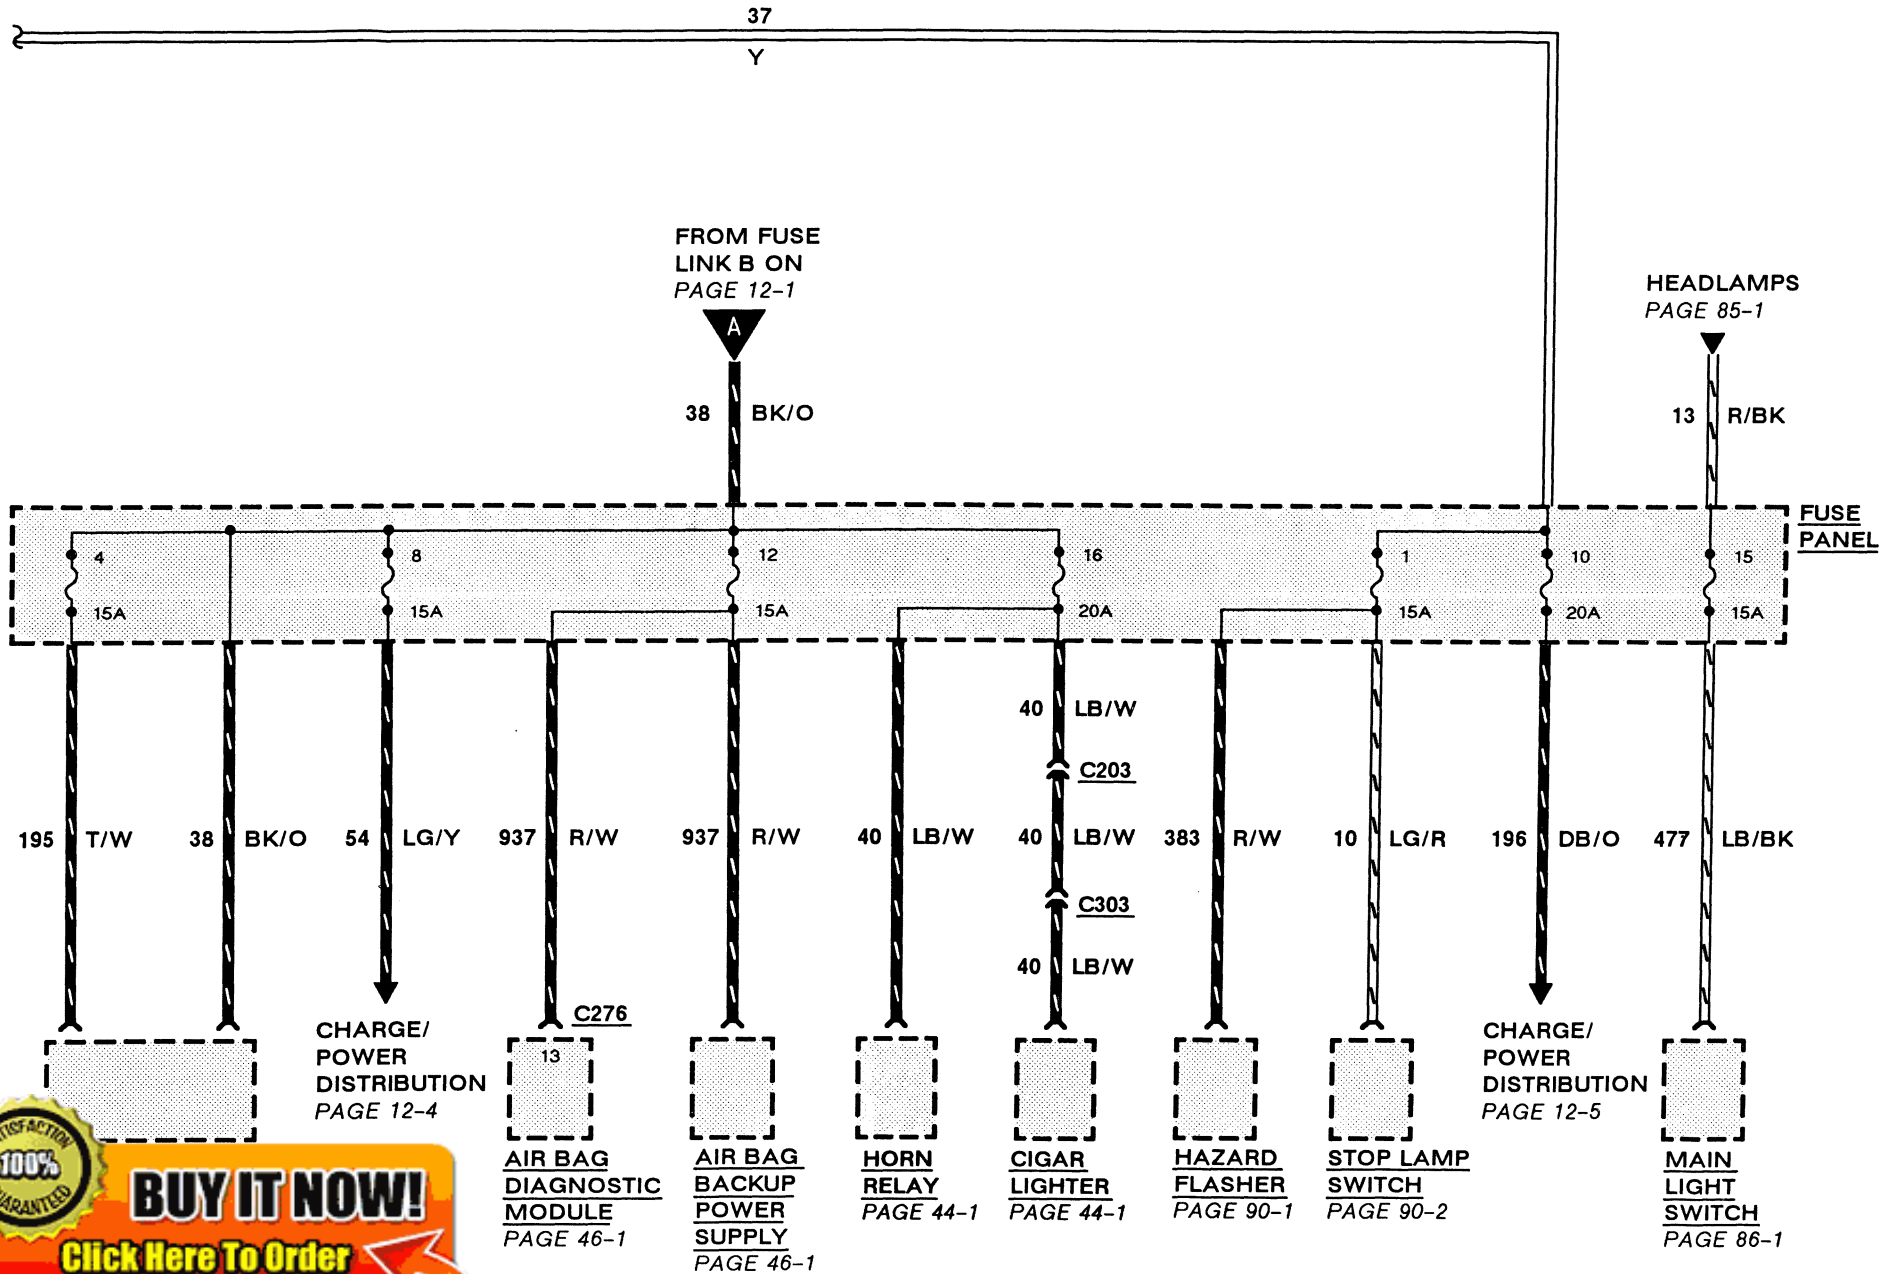 37
Y
FROM FUSE
LINK B ON
PAGE 12-1
A
HEADLAMPS
PAGE 85-1
38 BK/O
13 R/BK
FUSE
PANEL
4
8
12
16
1
10
15
15A
15A
15A
20A
15A
20A
15A
40 LB/W
C203
195 T/W
38 BK/O
54 LG/Y
937 R/W
937 R/W
40 LB/W
40 LB/W
383 R/W
10 LG/R
196 DB/O
477 LB/BK
C303
40 LB/W
C276
13
CHARGE/
POWER
DISTRIBUTION
PAGE 12-4
CHARGE/
POWER
DISTRIBUTION
PAGE 12-5
AIR BAG
DIAGNOSTIC
MODULE
PAGE 46-1
AIR BAG
BACKUP
POWER
SUPPLY
PAGE 46-1
HORN
RELAY
PAGE 44-1
CIGAR
LIGHTER
PAGE 44-1
HAZARD
FLASHER
PAGE 90-1
STOP LAMP
SWITCH
PAGE 90-2
MAIN
LIGHT
SWITCH
PAGE 86-1
100%
BUY IT NOW!
Click Here To Order